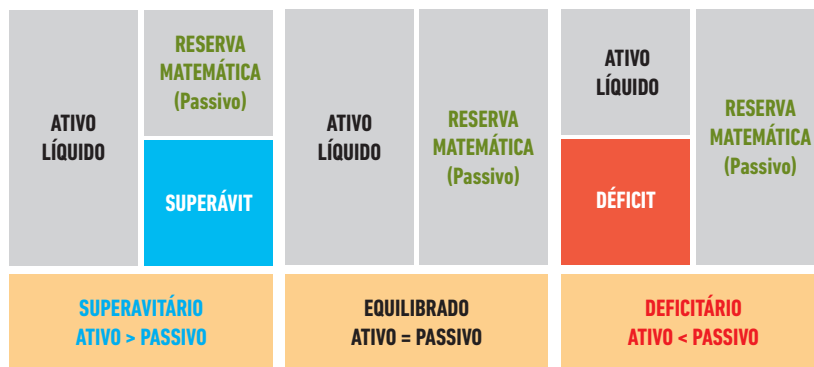 ATIVO
LÍQUIDO
RESERVA
MATEMÁTICA
(Passivo)
SUPERÁVIT
SUPERAVITÁRIO
ATIVO > PASSIVO
ATIVO
LÍQUIDO
RESERVA
MATEMÁTICA
(Passivo)
EQUILIBRADO
ATIVO = PASSIVO
ATIVO
LÍQUIDO
DÉFICIT
RESERVA
MATEMÁTICA
(Passivo)
DEFICITÁRIO
ATIVO < PASSIVO